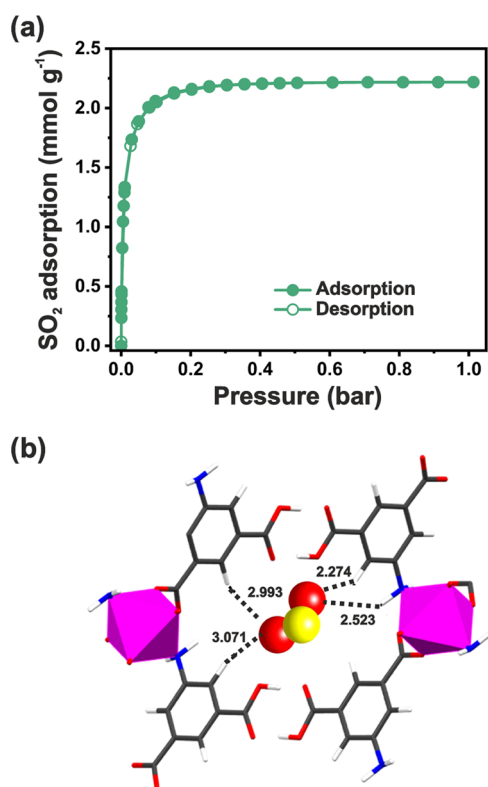 (a)
SO2 adsorption (mmol g-1)
2.5
2.0
1.5
1.0
0.5
0.0
Adsorption
Desorption
0.0 0.2 0.4 0.6 0.8 1.0
Pressure (bar)
(b)
2.274
2.993
2.523
3.071